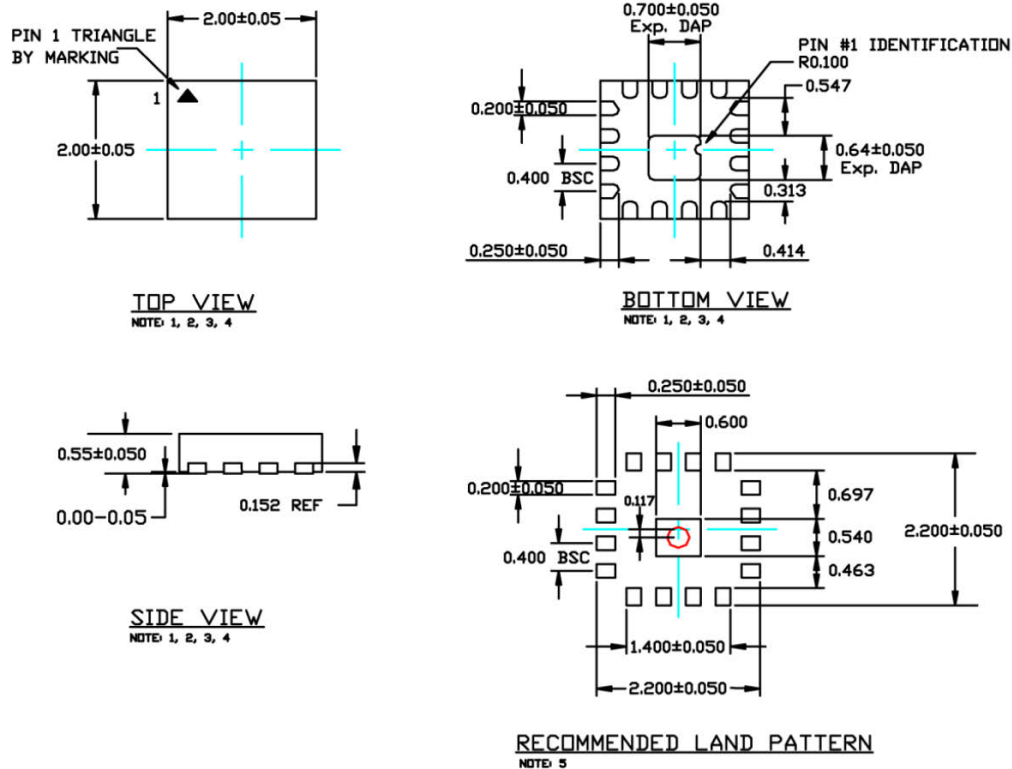 2.00±0.05
PIN 1 TRIANGLE
BY MARKING
1
2.00±0.05
TOP VIEW
NOTE: 1, 2, 3, 4
0.700±0.050
Exp. DAP
PIN #1 IDENTIFICATION
R0.100
0.547
0.200±0.050
0.64±0.050
Exp. DAP
0.400 BSC
0.313
0.250±0.050
0.414
BOTTOM VIEW
NOTE: 1, 2, 3, 4
0.55±0.050
0.00-0.05
0.152 REF
SIDE VIEW
NOTE: 1, 2, 3, 4
0.250±0.050
0.600
0.200±0.050
0.117
0.697
0.540
2.200±0.050
0.400 BSC
0.463
1.400±0.050
2.200±0.050
RECOMMENDED LAND PATTERN
NOTE: 5